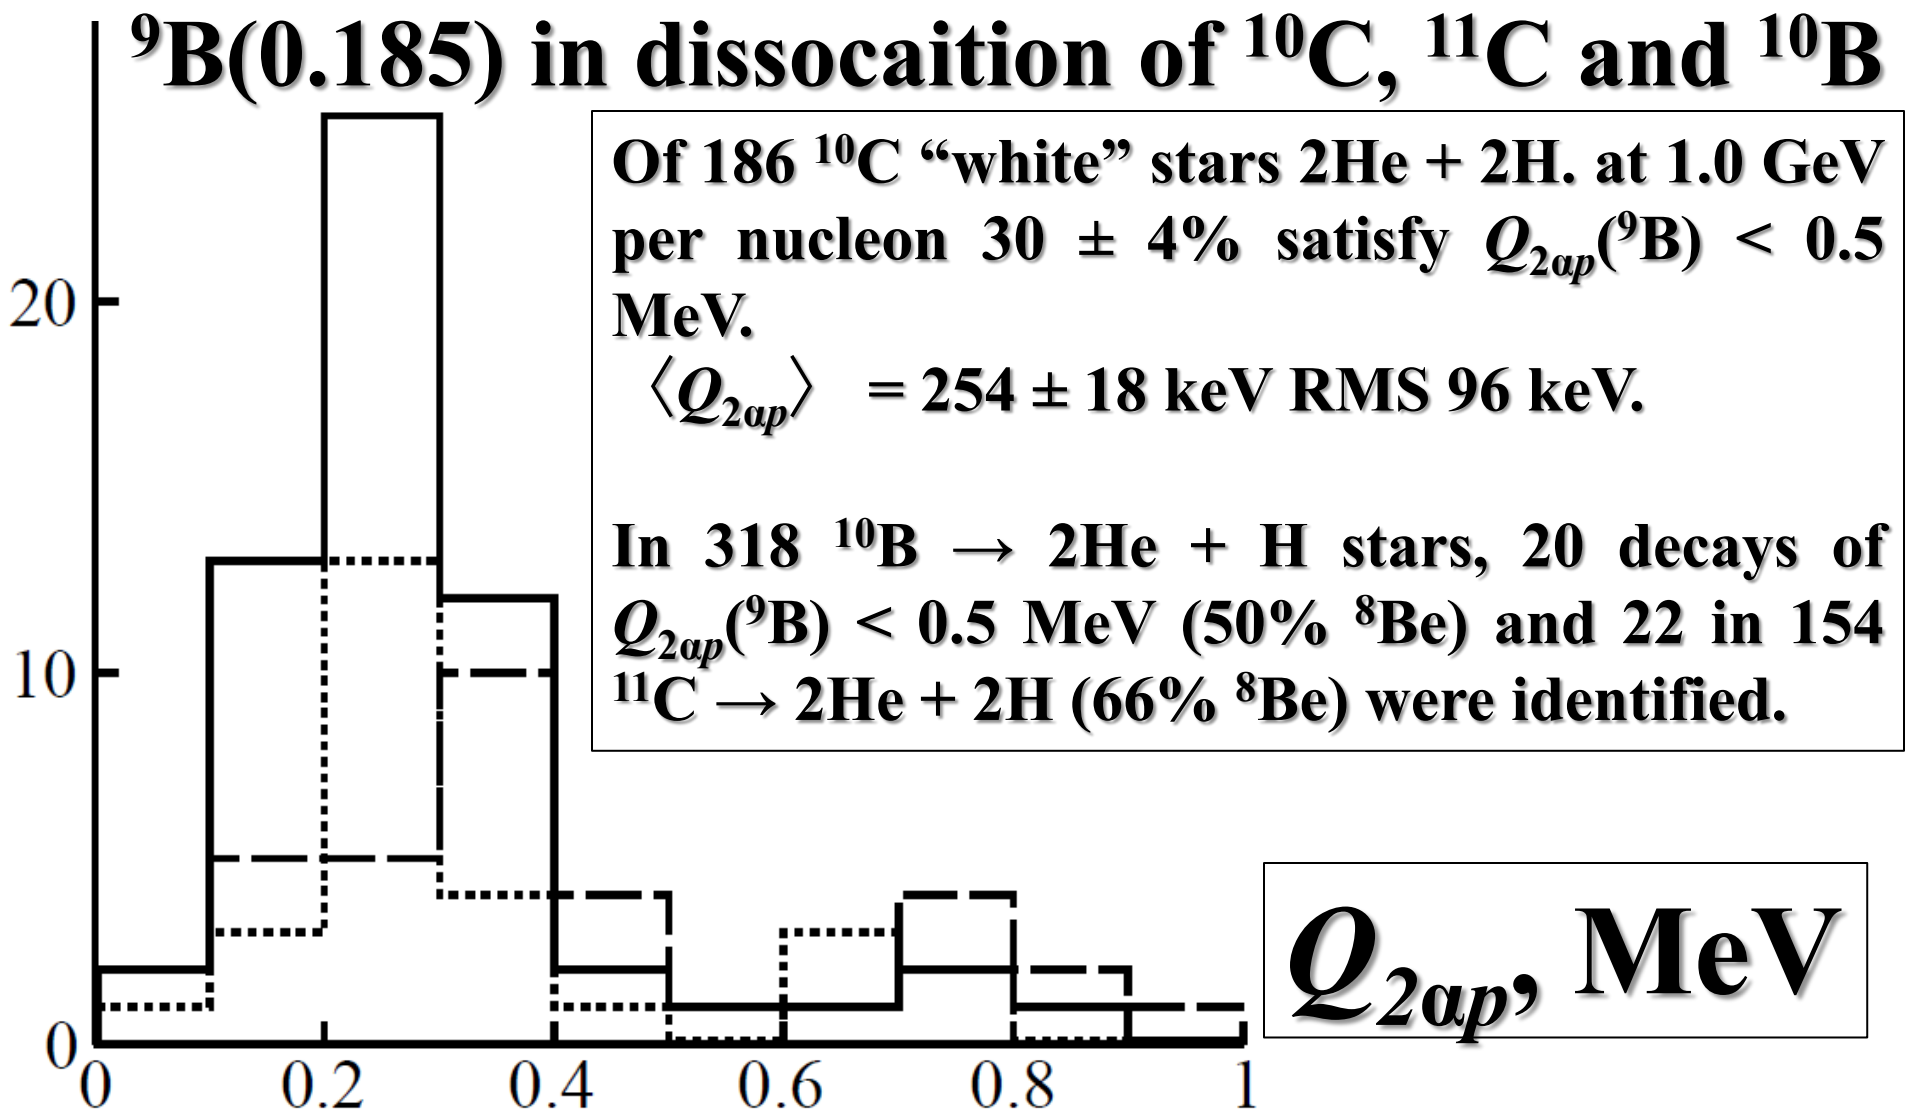 ⁹B(0.185) in dissocaition of ¹⁰C, ¹¹C and ¹⁰B
Of 186 ¹⁰C “white” stars 2He + 2H. at 1.0 GeV
per nucleon 30 ± 4% satisfy Q₂αp(⁹B) < 0.5
MeV.
〈Q₂αp〉 = 254 ± 18 keV RMS 96 keV.
In 318 ¹⁰B → 2He + H stars, 20 decays of
Q₂αp(⁹B) < 0.5 MeV (50% ⁸Be) and 22 in 154
¹¹C → 2He + 2H (66% ⁸Be) were identified.
20
10
0
0 0.2 0.4 0.6 0.8 1
Q₂αp, MeV